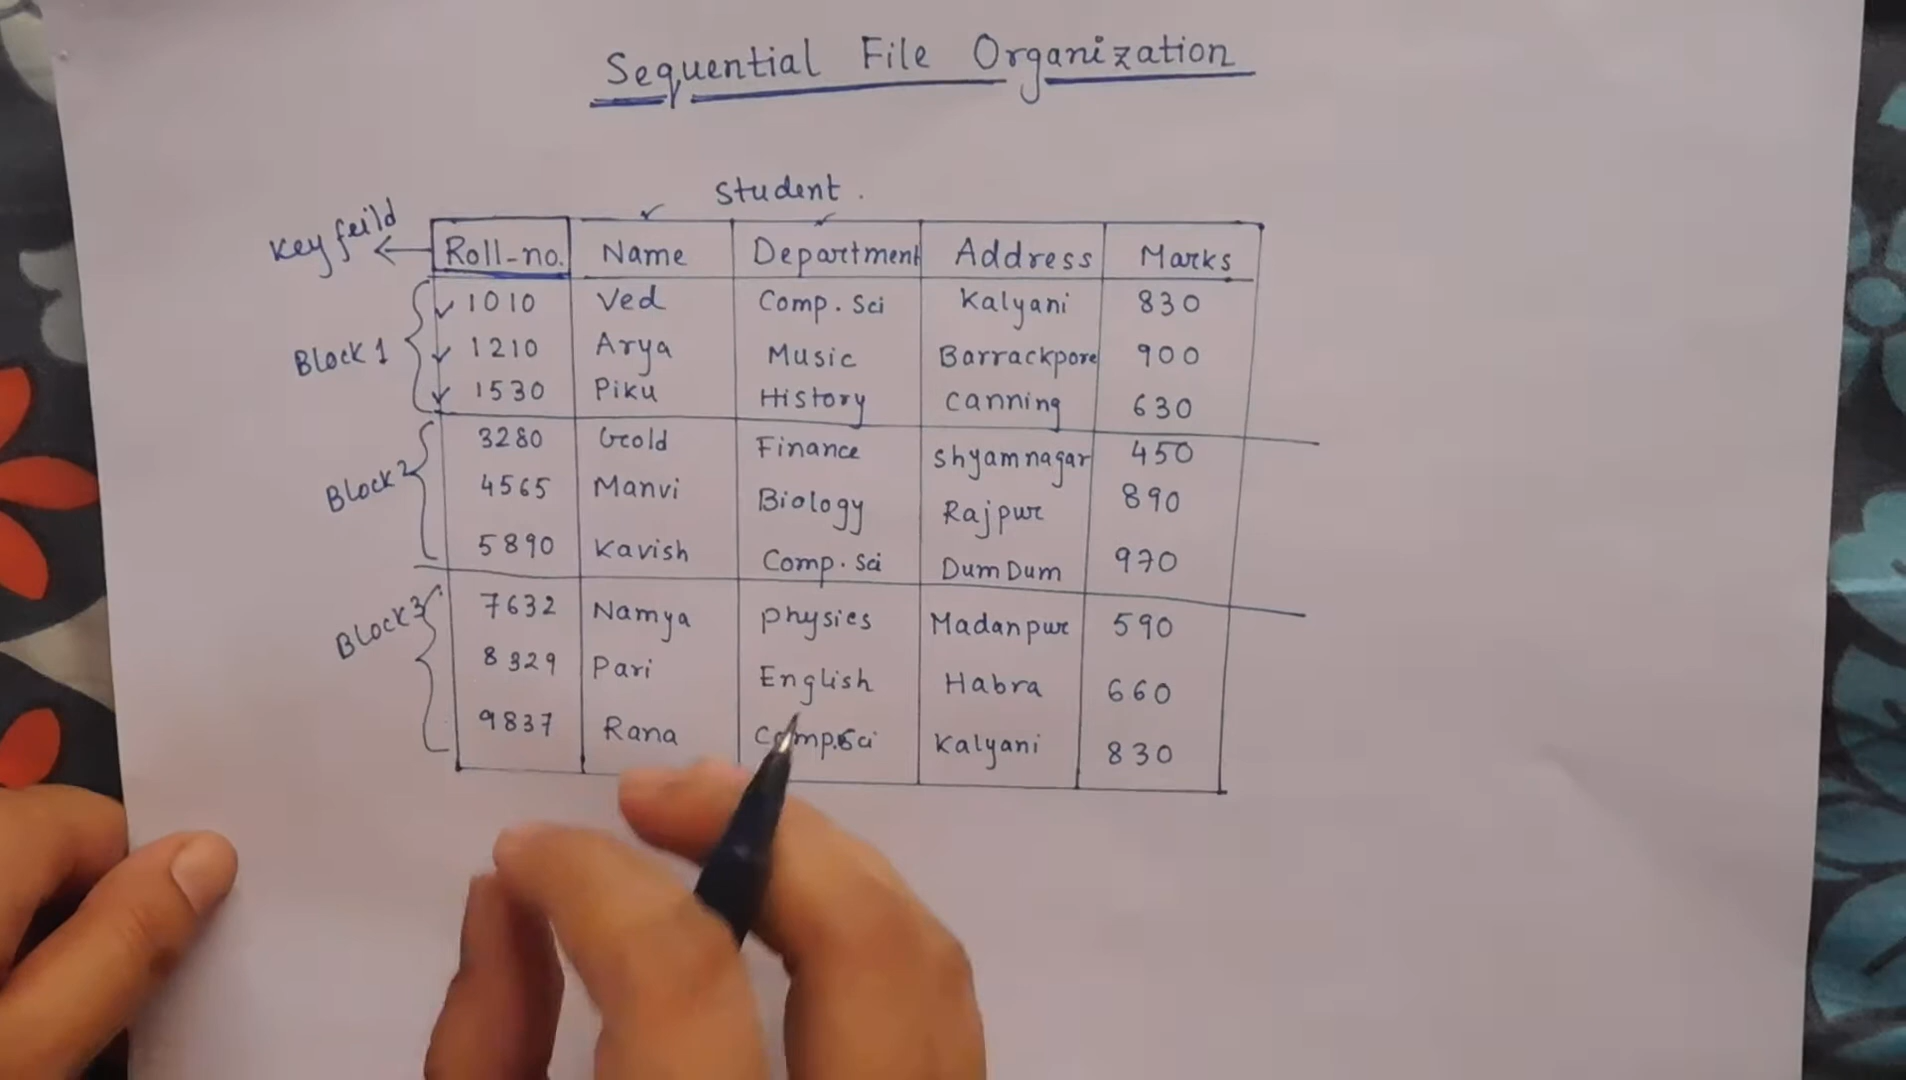 Sequential File Organization
Student.
Key feild
Roll-no. Name Department Address Marks
Block 1
1010 Ved Comp. Sci Kalyani 830
1210 Arya Music Barrackpore 900
1530 Piku History Canning 630
Block 2
3280 Gold Finance Shyamnagar 450
4565 Manvi Biology Rajpur 890
5890 Kavish Comp. Sci DumDum 970
Block 3
7632 Namya Physics Madanpur 590
8329 Pari English Habra 660
9837 Rana Comp.Sci Kalyani 830